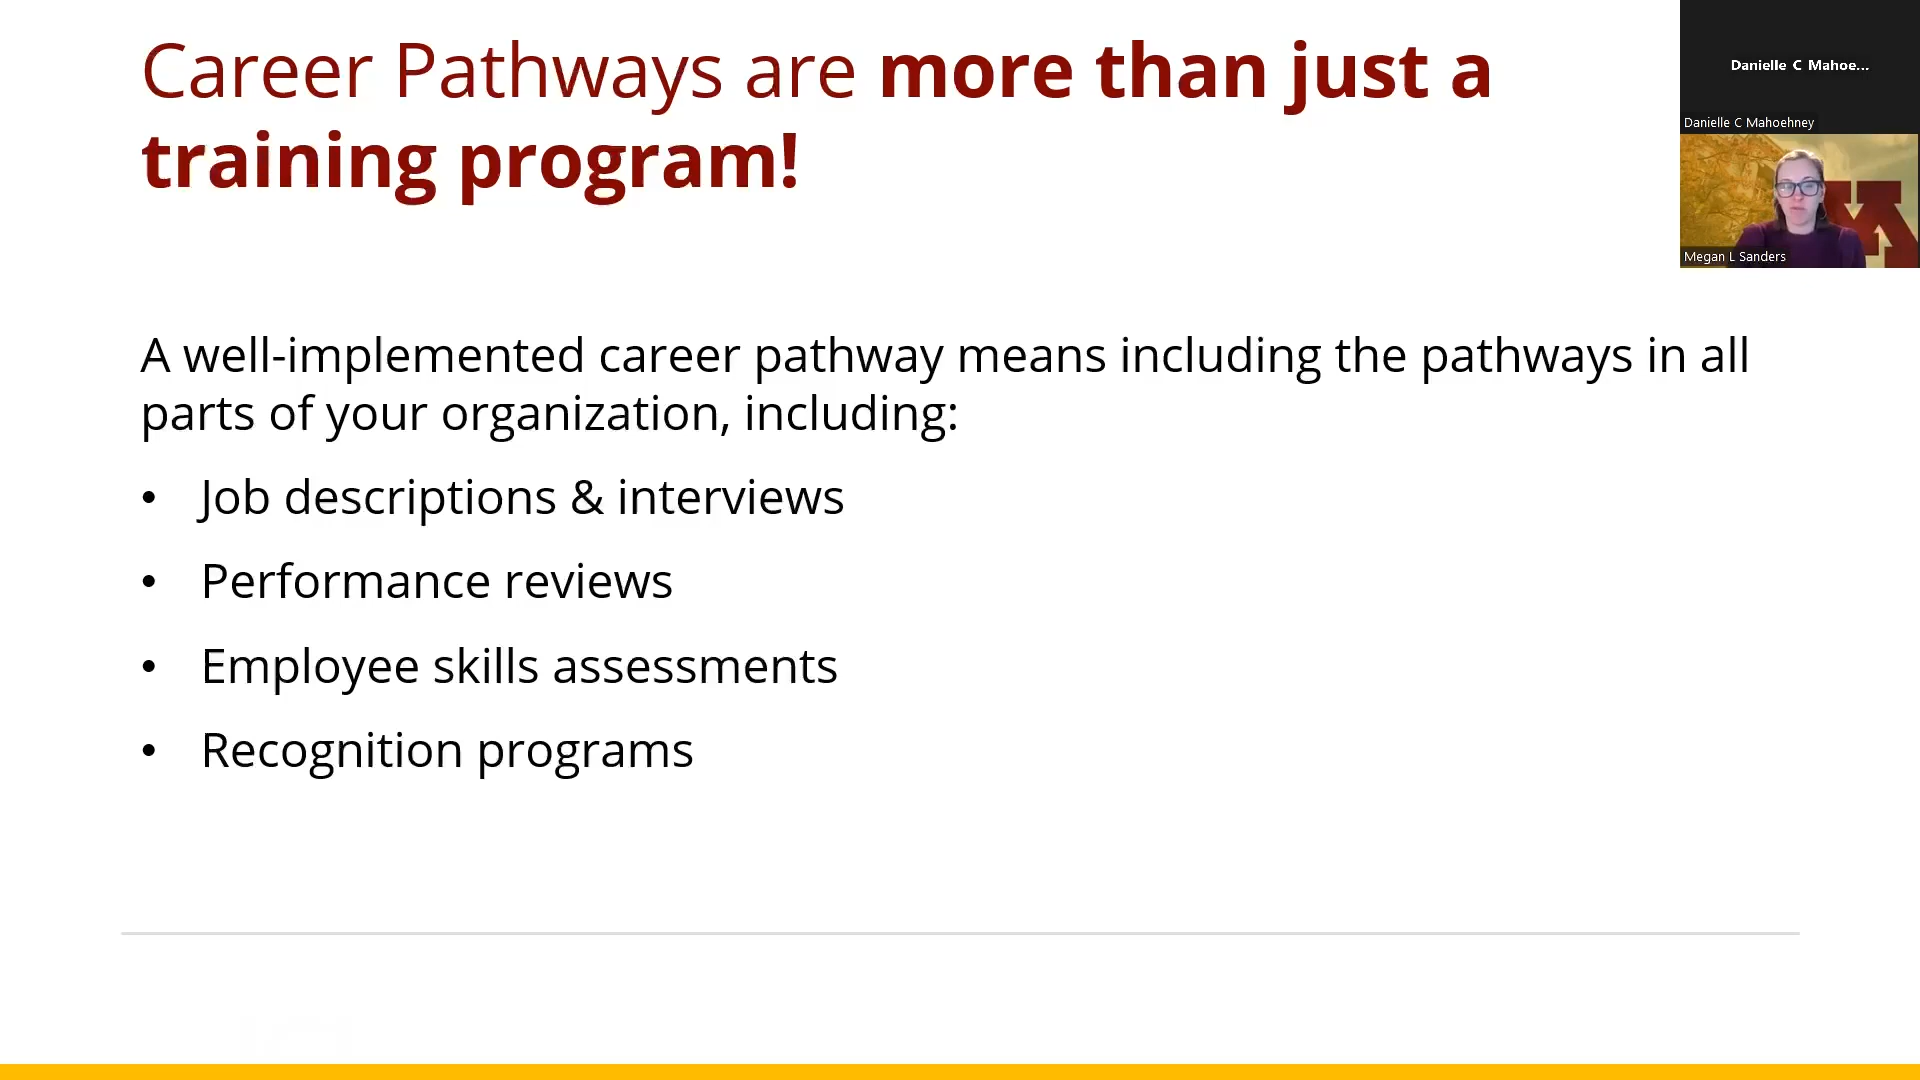 Career Pathways are more than just a
training program!
Danielle C Mahoe...
Danielle C Mahoehney
Megan L Sanders
A well-implemented career pathway means including the pathways in all
parts of your organization, including:
• Job descriptions & interviews
• Performance reviews
• Employee skills assessments
• Recognition programs